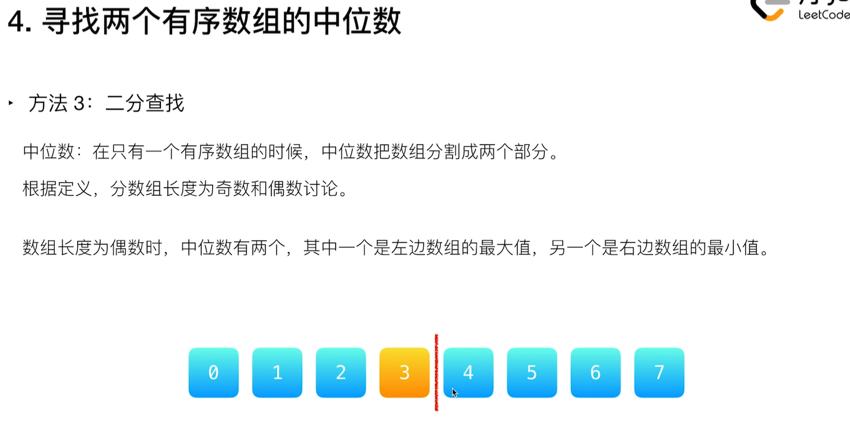 4. 寻找两个有序数组的中位数
LeetCode
‣ 方法 3：二分查找
中位数：在只有一个有序数组的时候，中位数把数组分割成两个部分。
根据定义，分数组长度为奇数和偶数讨论。
数组长度为偶数时，中位数有两个，其中一个是左边数组的最大值，另一个是右边数组的最小值。
0 1 2 3 4 5 6 7